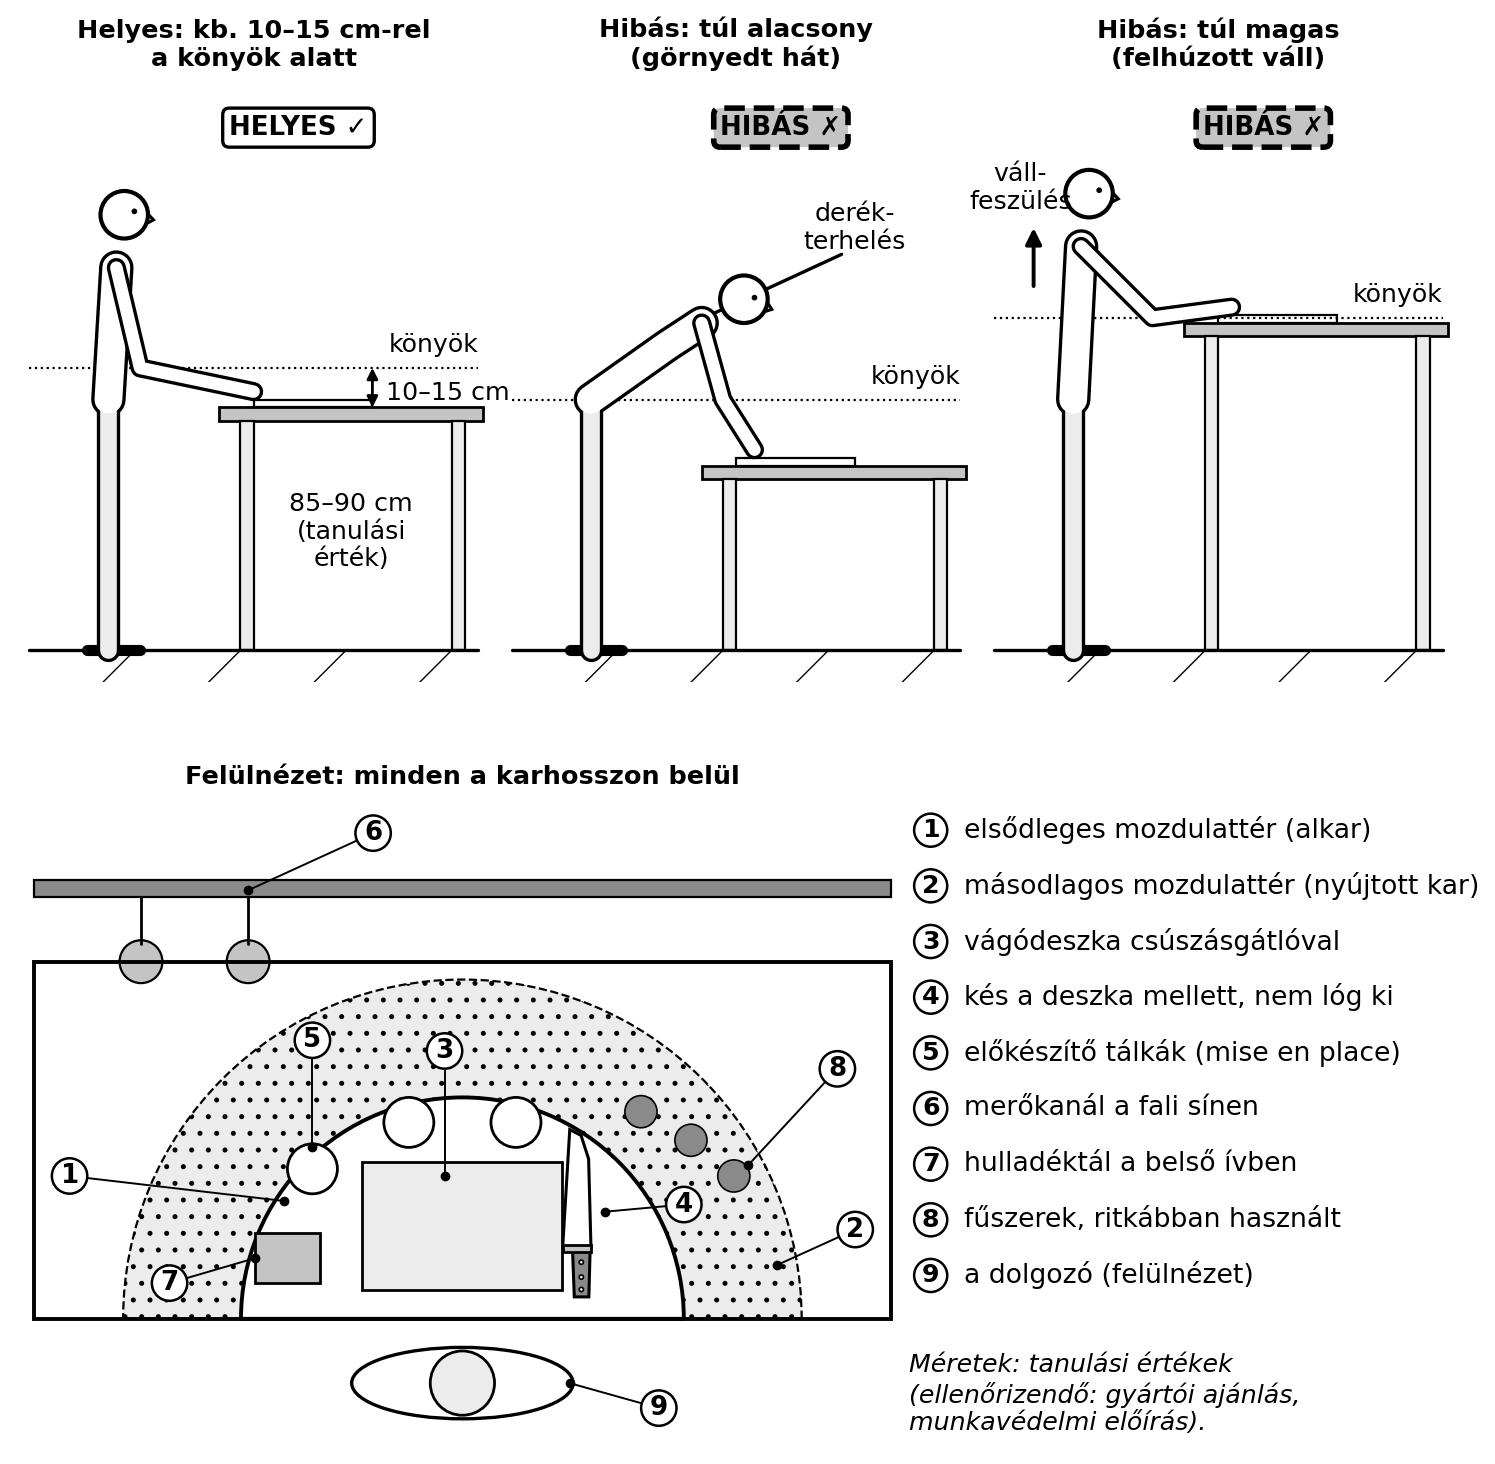 Helyes: kb. 10–15 cm-rel
a könyök alatt
HELYES ✓
könyök
10–15 cm
85–90 cm
(tanulási
érték)
Hibás: túl alacsony
(görnyedt hát)
HIBÁS ✗
derék-
terhelés
könyök
Hibás: túl magas
(felhúzott váll)
HIBÁS ✗
váll-
feszülés
könyök
Felülnézet: minden a karhosszon belül
6
5
3
8
1
4
2
7
9
1 elsődleges mozdulattér (alkar)
2 másodlagos mozdulattér (nyújtott kar)
3 vágódeszka csúszásgátlóval
4 kés a deszka mellett, nem lóg ki
5 előkészítő tálkák (mise en place)
6 merőkanál a fali sínen
7 hulladéktál a belső ívben
8 fűszerek, ritkábban használt
9 a dolgozó (felülnézet)
Méretek: tanulási értékek
(ellenőrizendő: gyártói ajánlás,
munkavédelmi előírás).